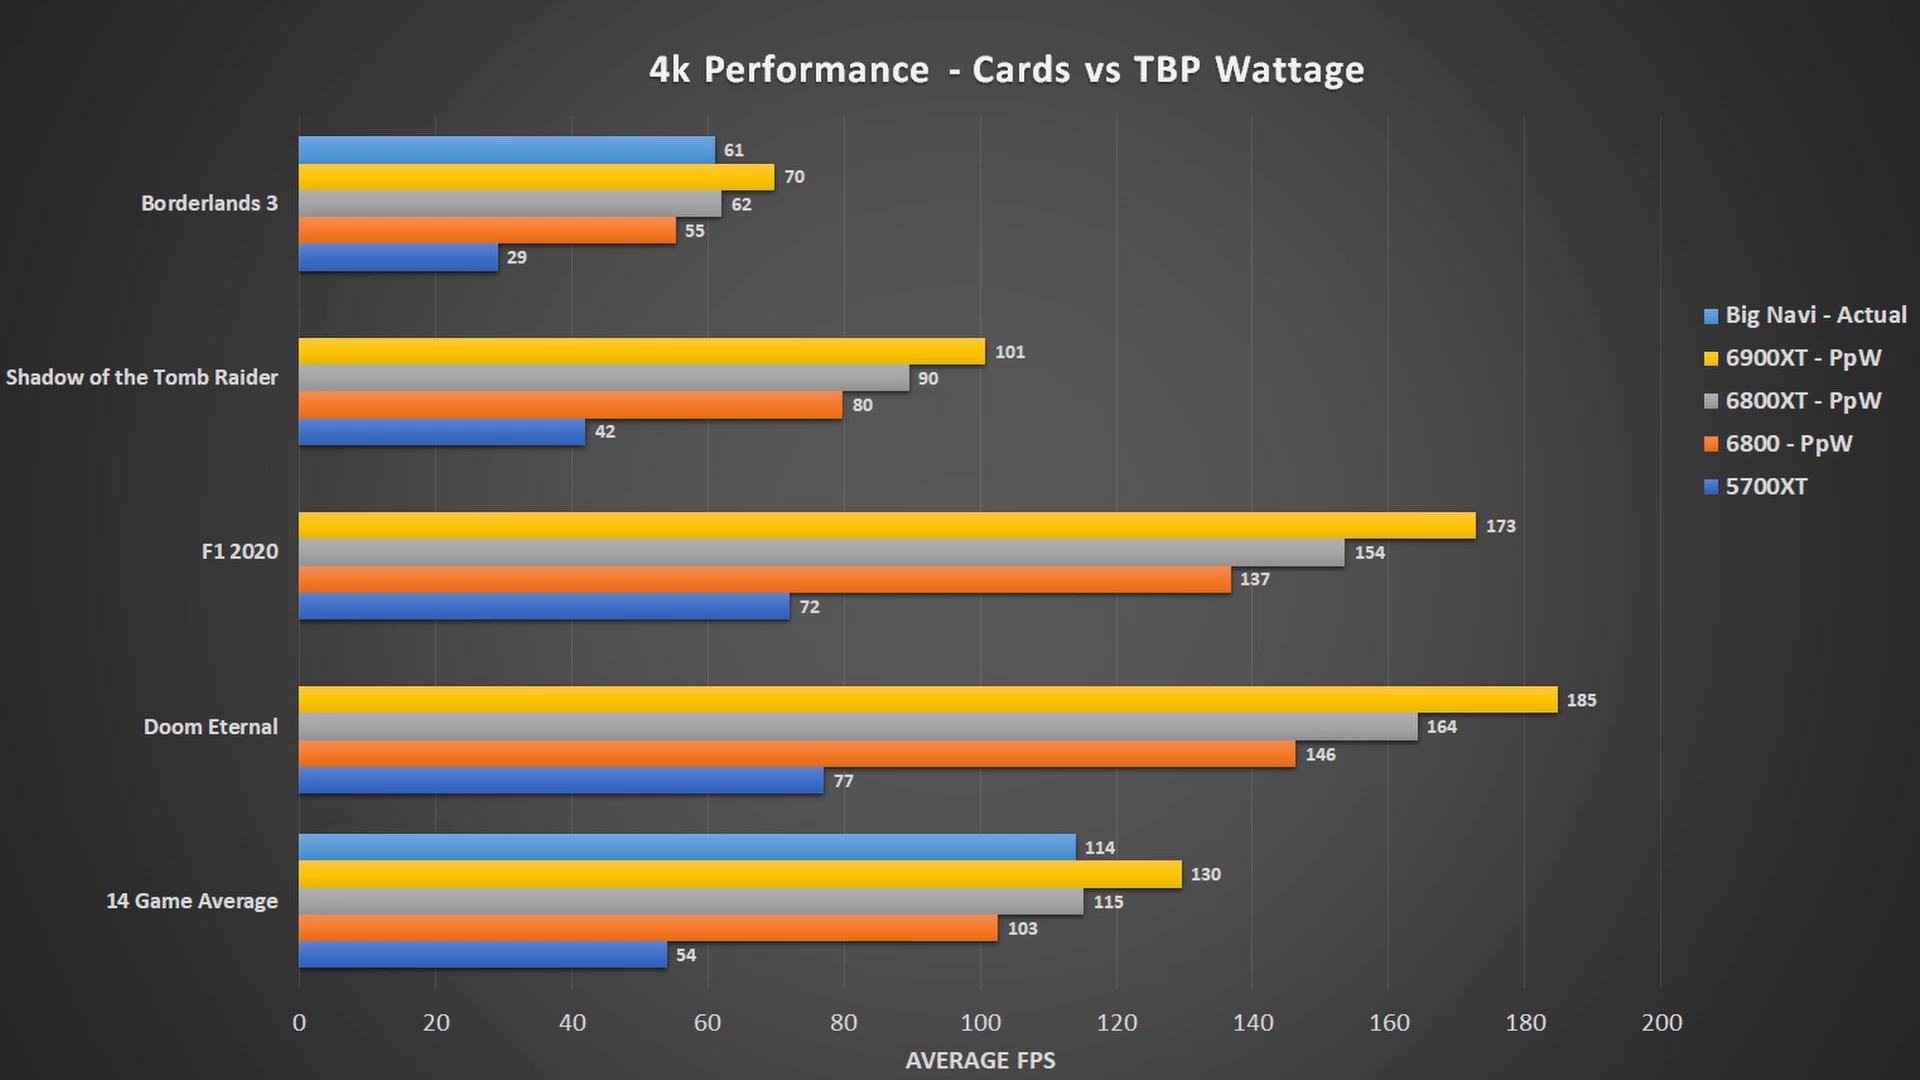 4k Performance - Cards vs TBP Wattage
Borderlands 3
61
70
62
55
29
Shadow of the Tomb Raider
101
90
80
42
F1 2020
173
154
137
72
Doom Eternal
185
164
146
77
14 Game Average
114
130
115
103
54
0 20 40 60 80 100 120 140 160 180 200
AVERAGE FPS
Big Navi - Actual
6900XT - PpW
6800XT - PpW
6800 - PpW
5700XT